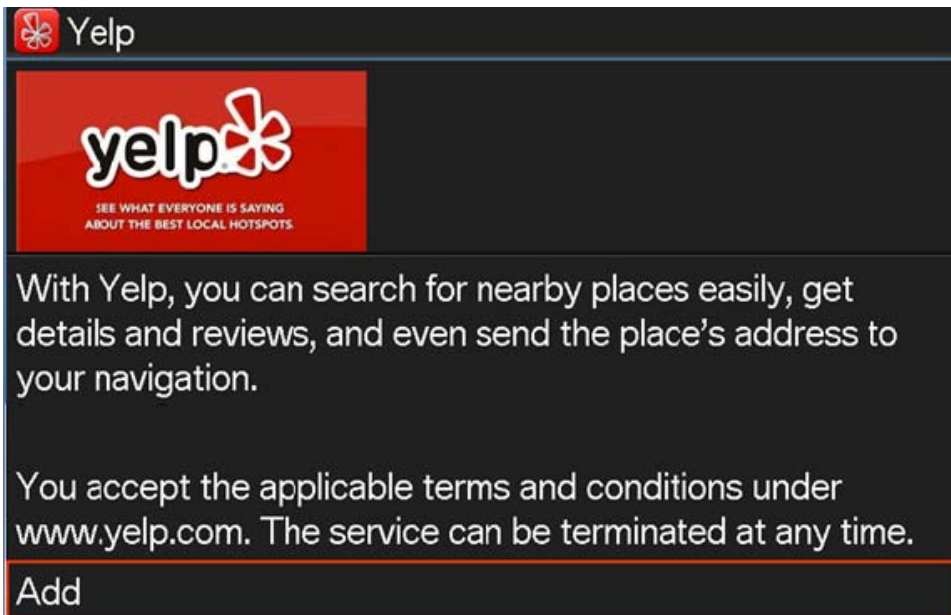 Yelp
yelp
SEE WHAT EVERYONE IS SAYING
ABOUT THE BEST LOCAL HOTSPOTS.
With Yelp, you can search for nearby places easily, get
details and reviews, and even send the place’s address to
your navigation.
You accept the applicable terms and conditions under
www.yelp.com. The service can be terminated at any time.
Add